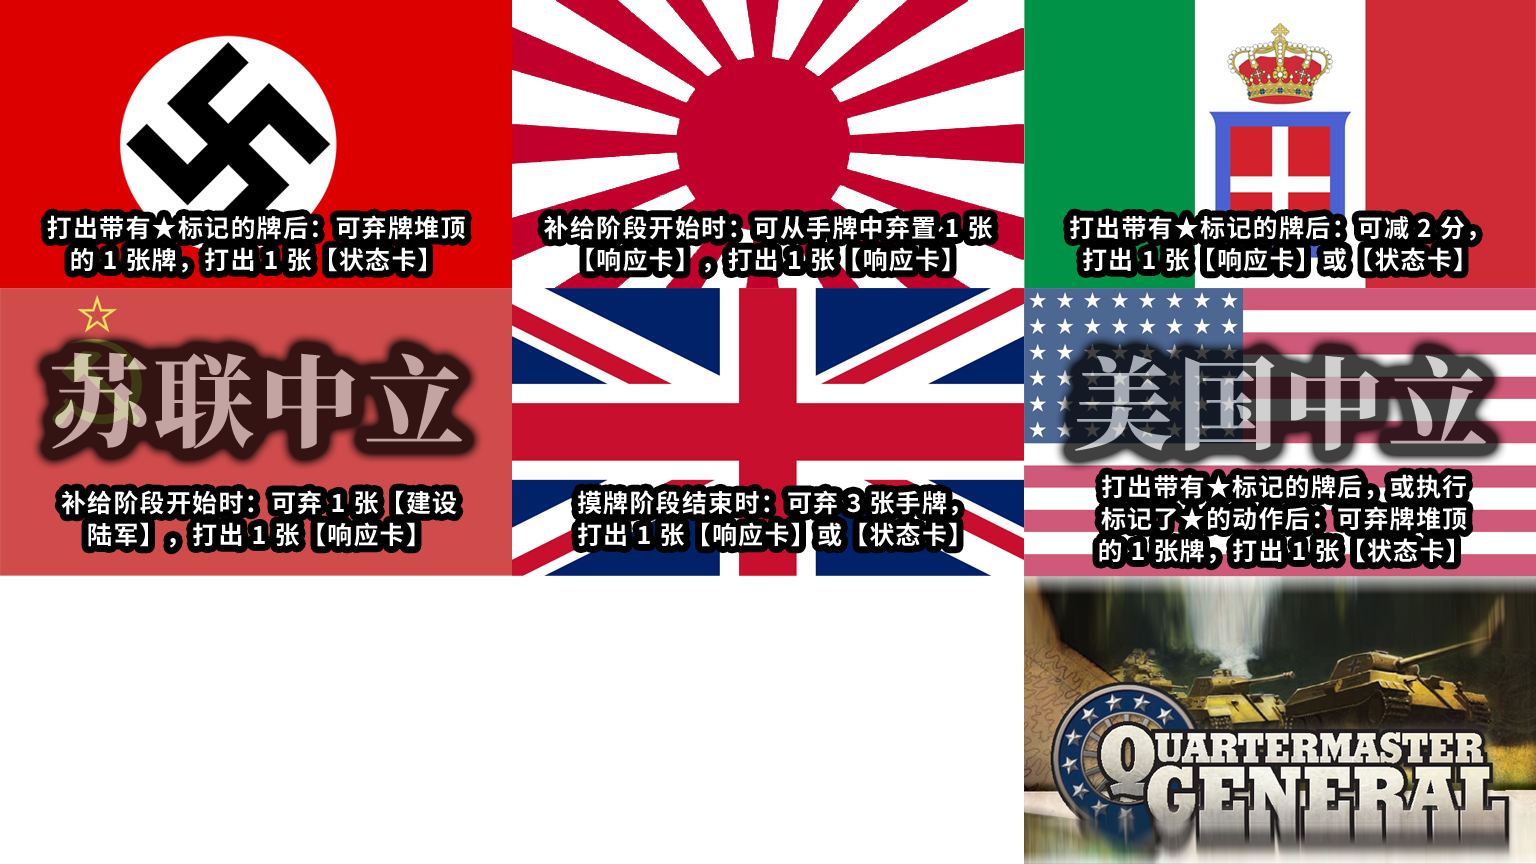 打出带有★标记的牌后：可弃牌堆顶
的 1 张牌，打出 1 张【状态卡】
补给阶段开始时：可从手牌中弃置 1 张
【响应卡】，打出 1 张【响应卡】
打出带有★标记的牌后：可减 2 分，
打出 1 张【响应卡】或【状态卡】
苏联中立
补给阶段开始时：可弃 1 张【建设
陆军】，打出 1 张【响应卡】
摸牌阶段结束时：可弃 3 张手牌，
打出 1 张【响应卡】或【状态卡】
美国中立
打出带有★标记的牌后，或执行
标记了★的动作后：可弃牌堆顶
的 1 张牌，打出 1 张【状态卡】
QUARTERMASTER
GENERAL